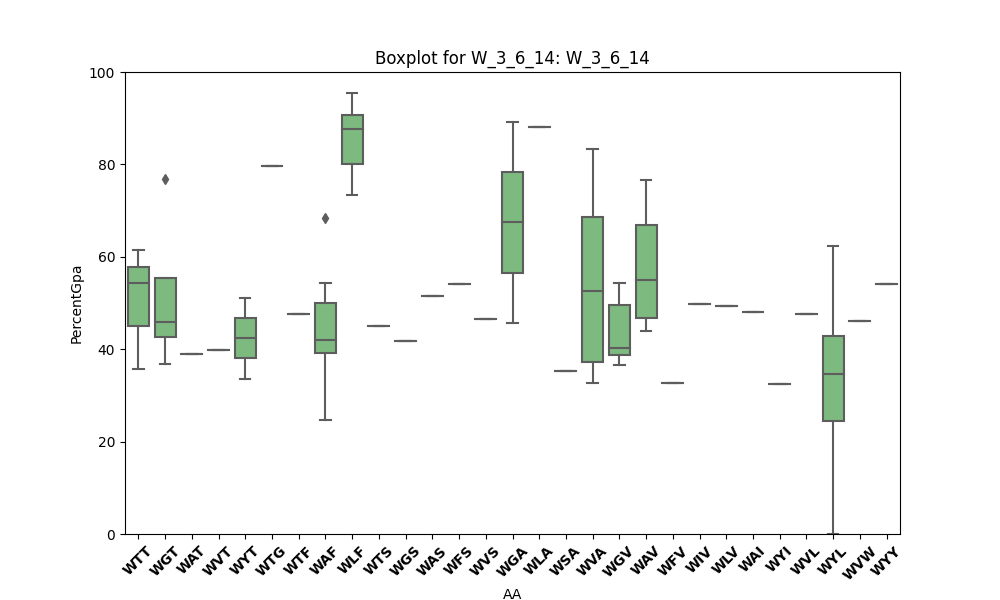 Boxplot for W_3_6_14: W_3_6_14
100
80
60
40
20
0
PercentGpa
WTT WGT WAT WVT WYT WTG WTF WAF WLF WTS WGS WAS WFS WVS WGA WLA WSA WVA WGV WAV WFV WIV WLV WAI WYI WVL WYL WVW WYY
AA